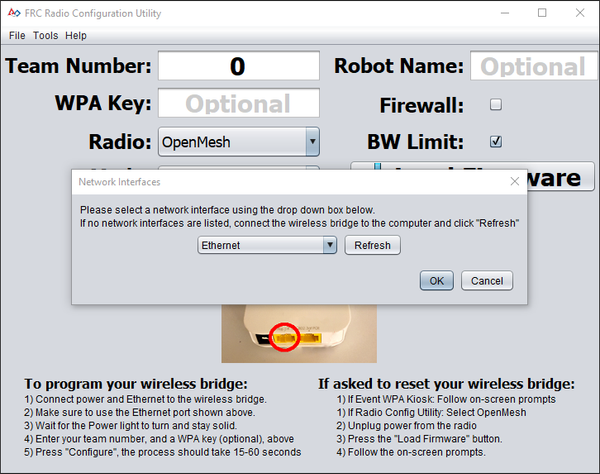 FRC Radio Configuration Utility
File Tools Help
Team Number: 0 Robot Name: Optional
WPA Key: Optional Firewall:
Radio: OpenMesh BW Limit:
Network Interfaces
Please select a network interface using the drop down box below.
If no network interfaces are listed, connect the wireless bridge to the computer and click "Refresh"
Ethernet Refresh
OK Cancel
To program your wireless bridge:
1) Connect power and Ethernet to the wireless bridge.
2) Make sure to use the Ethernet port shown above.
3) Wait for the Power light to turn and stay solid.
4) Enter your team number, and a WPA key (optional), above
5) Press "Configure", the process should take 15-60 seconds
If asked to reset your wireless bridge:
1) If Event WPA Kiosk: Follow on-screen prompts
1) If Radio Config Utility: Select OpenMesh
2) Unplug power from the radio
3) Press the "Load Firmware" button.
4) Follow the on-screen prompts.